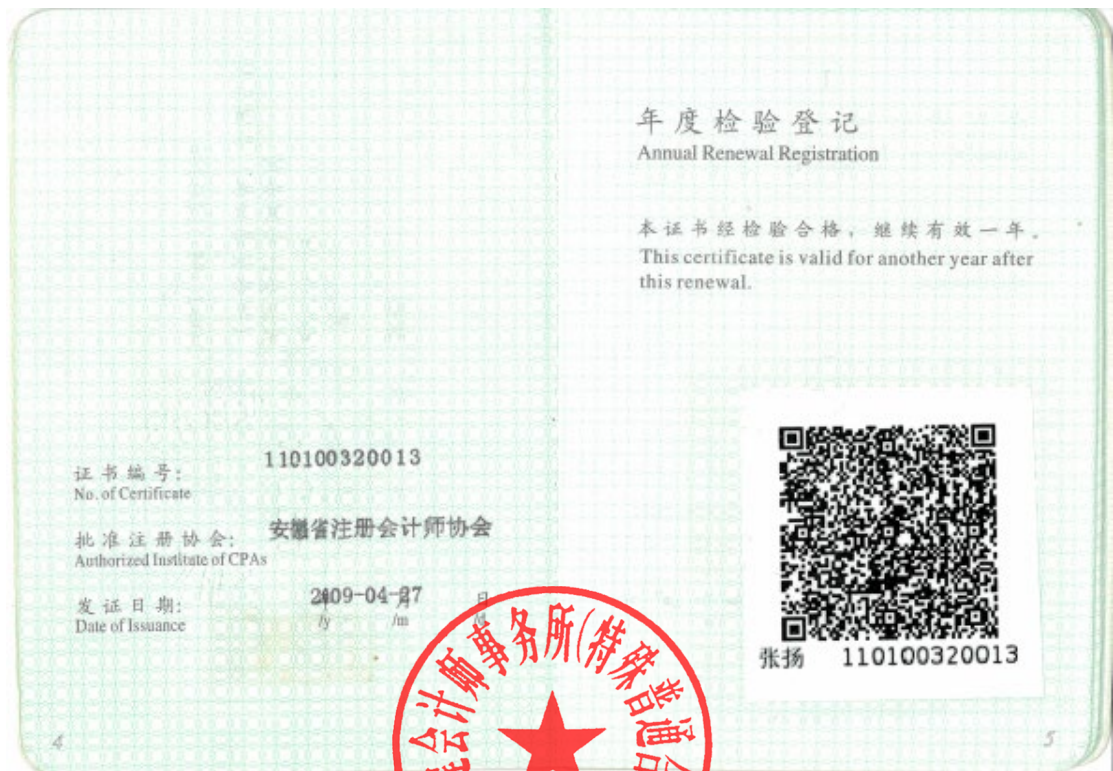 证书编号:
No. of Certificate
110100320013
批准注册协会:
Authorized Institute of CPAs
安徽省注册会计师协会
发证日期:
Date of Issuance
2009-04-27
年 月 日
/y /m /d
4
年度检验登记
Annual Renewal Registration
本证书经检验合格，继续有效一年。
This certificate is valid for another year after
this renewal.
张扬 110100320013
5
会计师事务所(特殊普通合